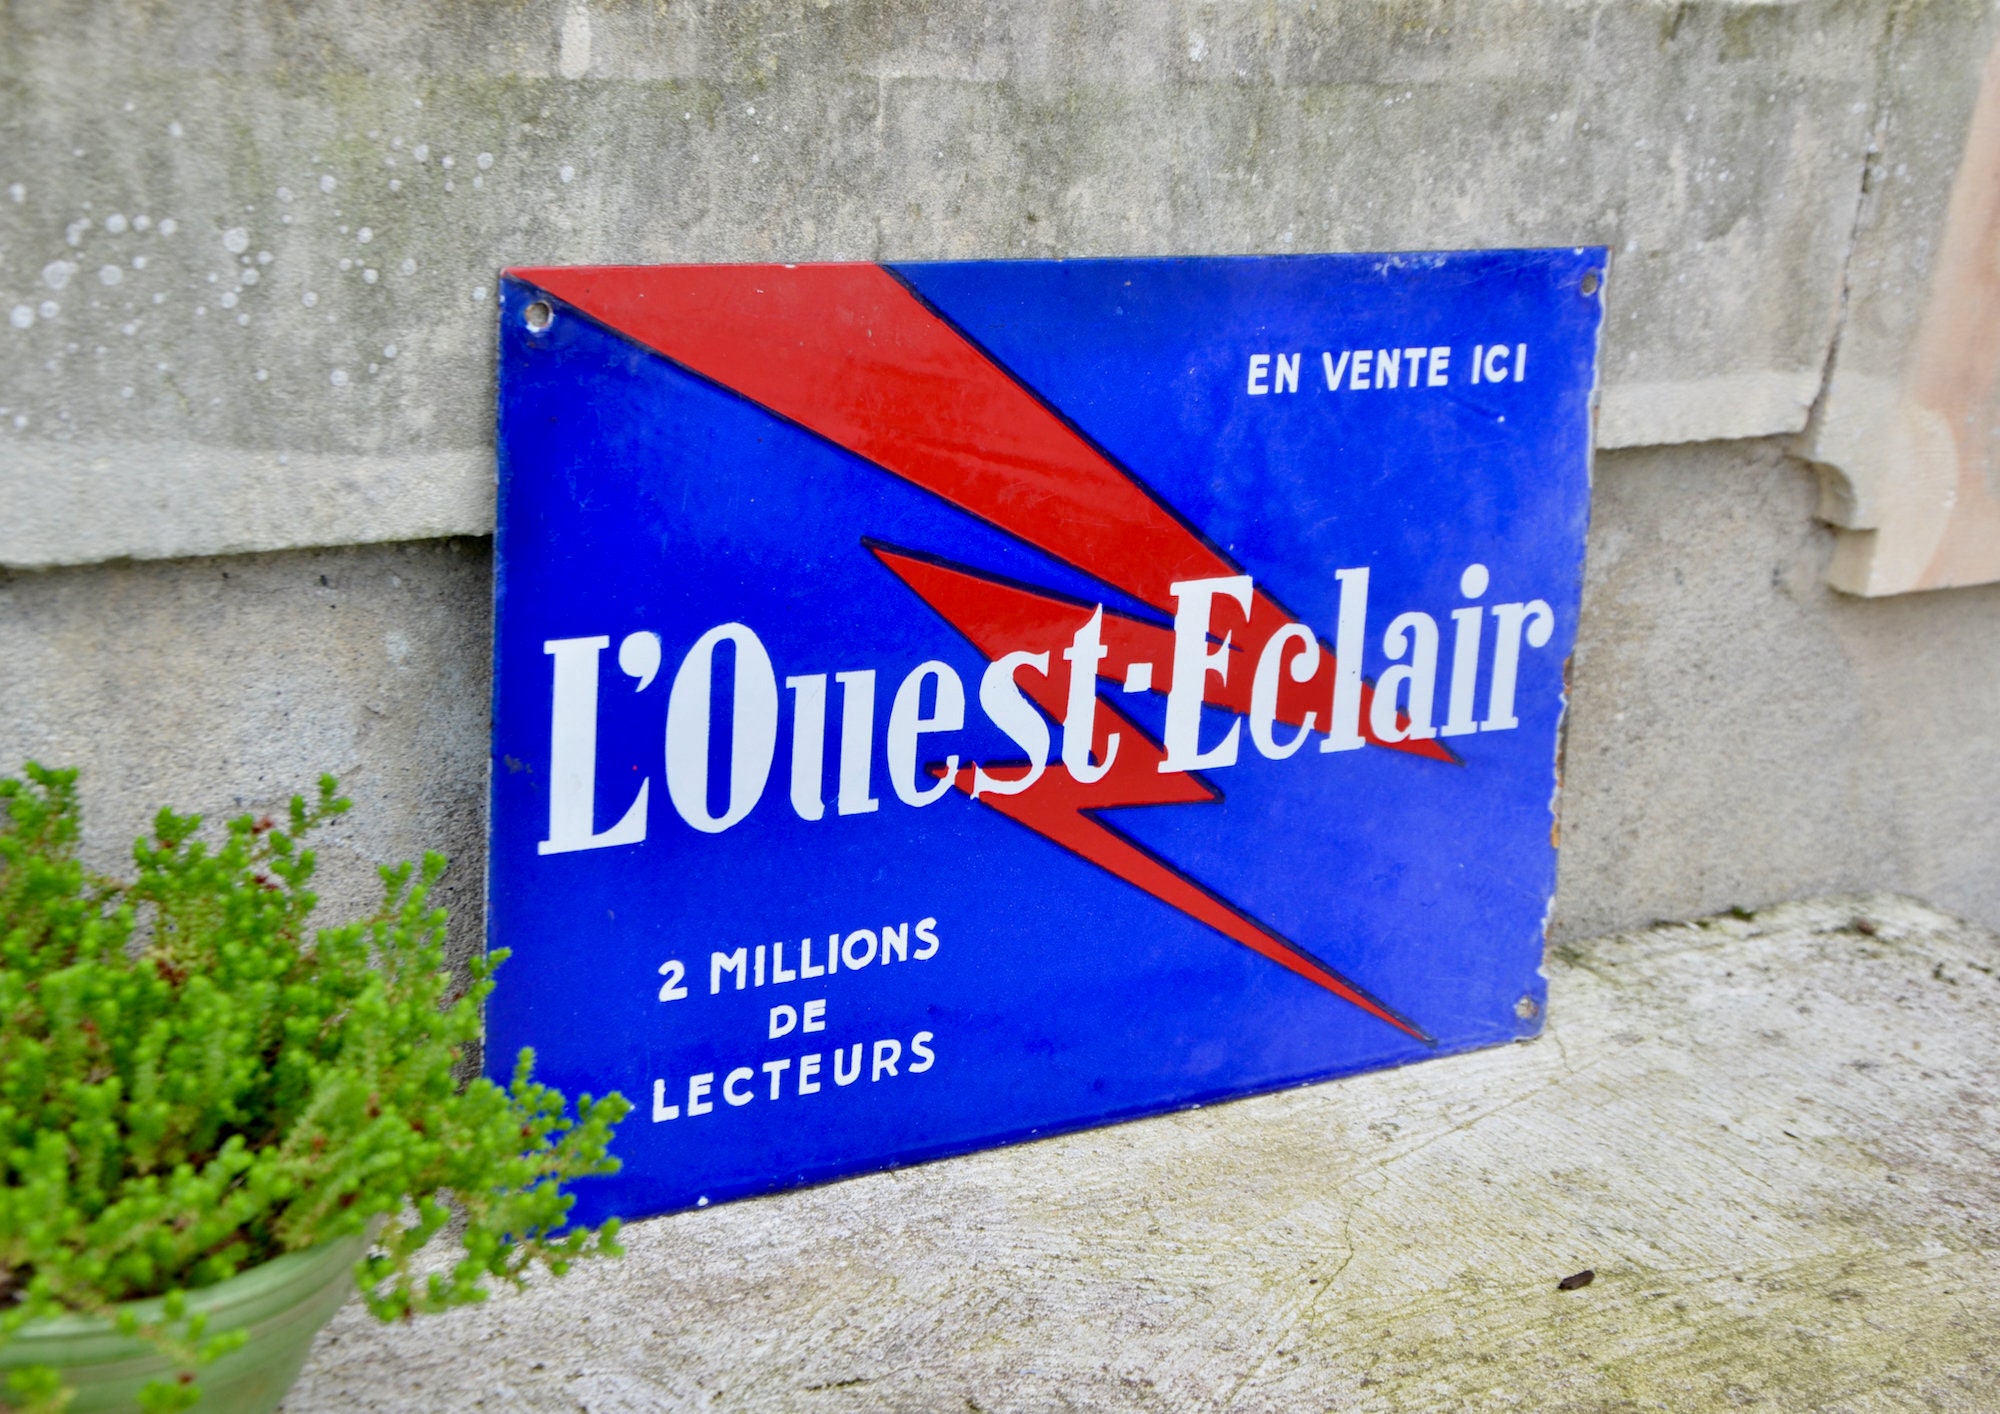 EN VENTE ICI
L'Ouest-Eclair
2 MILLIONS
DE
LECTEURS